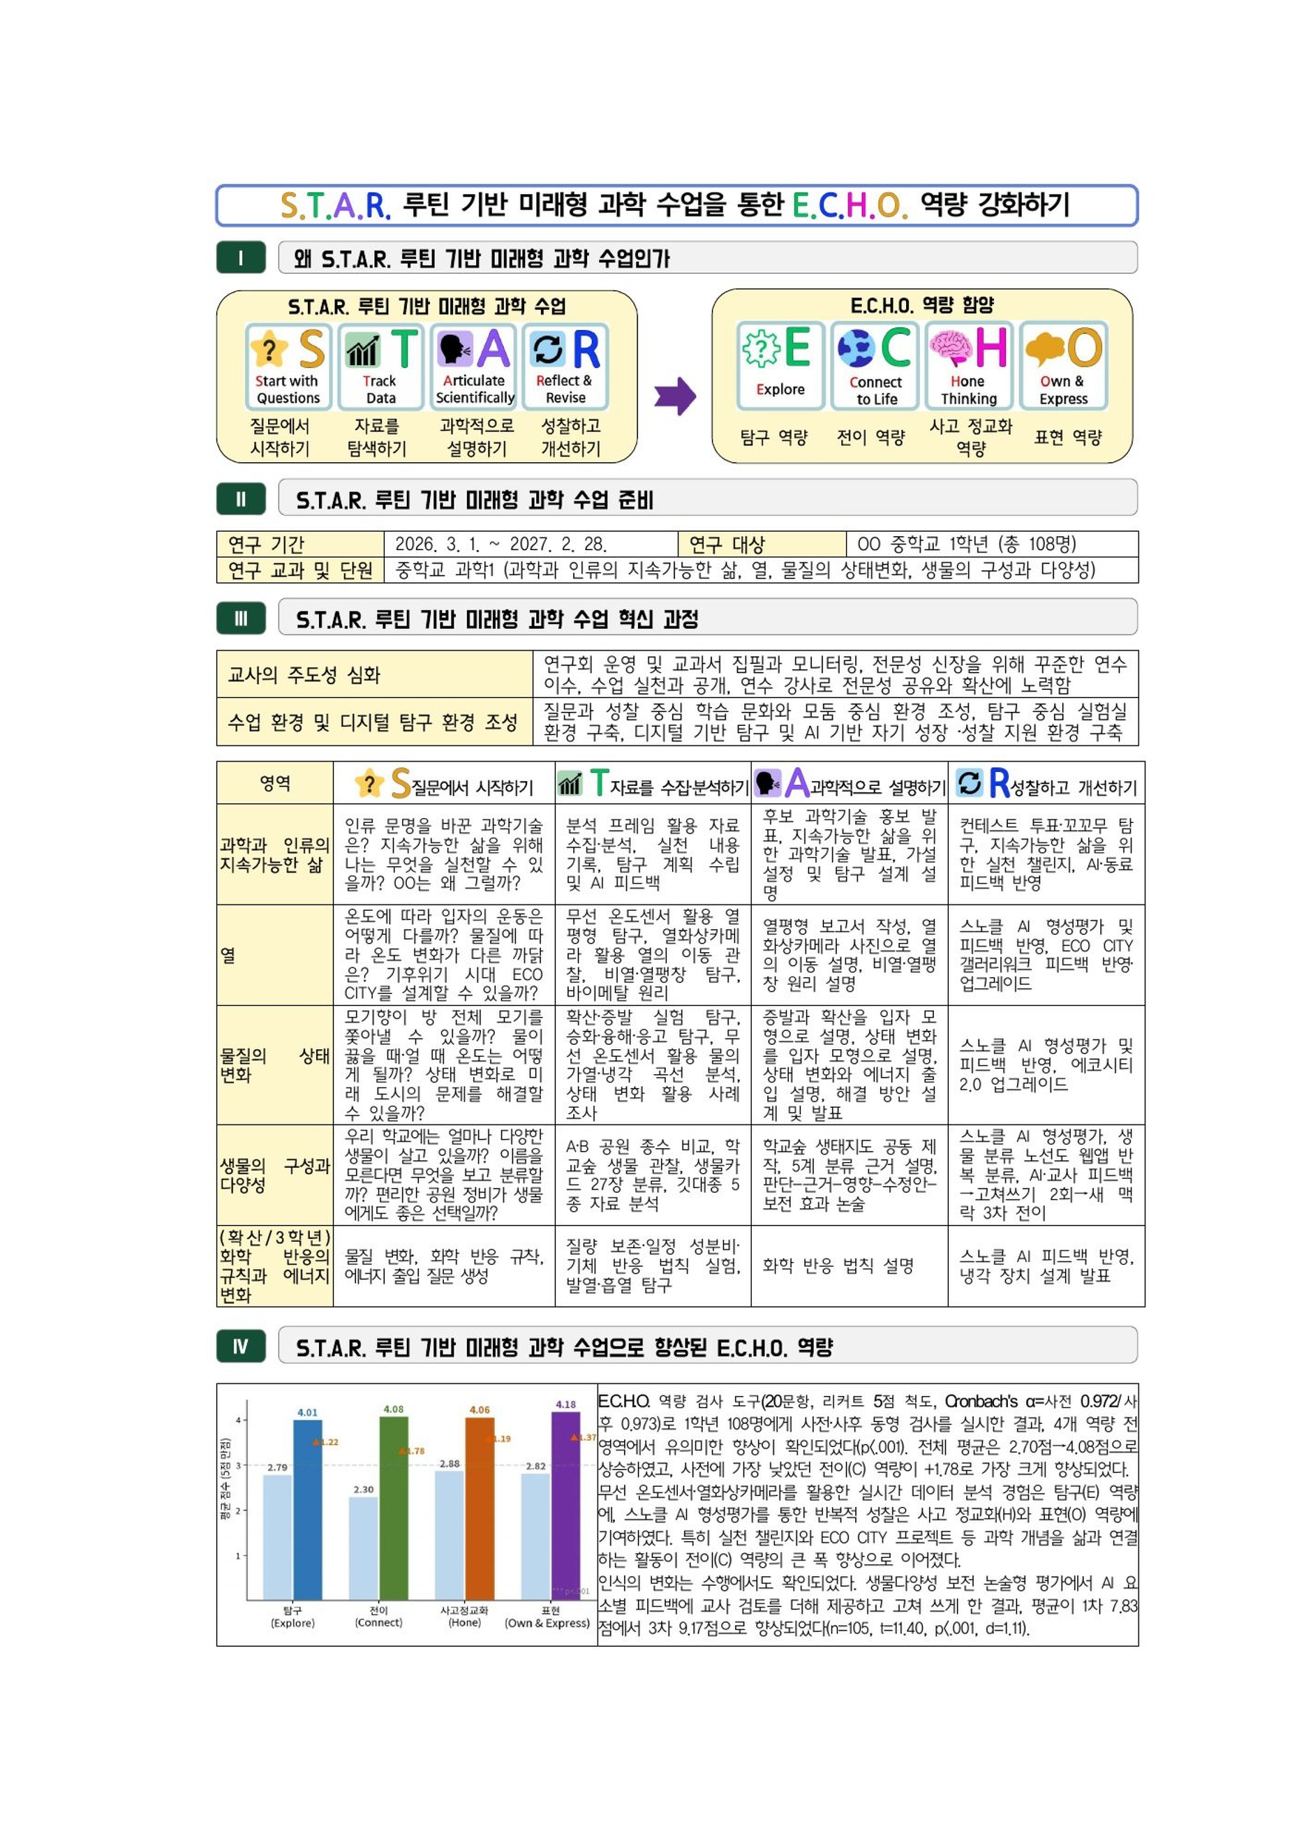 S.T.A.R. 루틴 기반 미래형 과학 수업을 통한 E.C.H.O. 역량 강화하기
Ⅰ 왜 S.T.A.R. 루틴 기반 미래형 과학 수업인가
S.T.A.R. 루틴 기반 미래형 과학 수업
? S T A R
Start with Questions
Track Data
Articulate Scientifically
Reflect & Revise
질문에서 시작하기
자료를 탐색하기
과학적으로 설명하기
성찰하고 개선하기
E.C.H.O. 역량 함양
? E C H O
Explore
Connect to Life
Hone Thinking
Own & Express
탐구 역량
전이 역량
사고 정교화 역량
표현 역량
Ⅱ S.T.A.R. 루틴 기반 미래형 과학 수업 준비
연구 기간 2026. 3. 1. ~ 2027. 2. 28. 연구 대상 OO 중학교 1학년 (총 108명)
연구 교과 및 단원 중학교 과학1 (과학과 인류의 지속가능한 삶, 열, 물질의 상태변화, 생물의 구성과 다양성)
Ⅲ S.T.A.R. 루틴 기반 미래형 과학 수업 혁신 과정
교사의 주도성 심화
연구회 운영 및 교과서 집필과 모니터링, 전문성 신장을 위해 꾸준한 연수
이수, 수업 실천과 공개, 연수 강사로 전문성 공유와 확산에 노력함
수업 환경 및 디지털 탐구 환경 조성
질문과 성찰 중심 학습 문화와 모둠 중심 환경 조성, 탐구 중심 실험실
환경 구축, 디지털 기반 탐구 및 AI 기반 자기 성장 ·성찰 지원 환경 구축
영역 ? S질문에서 시작하기 T 자료를 수집·분석하기 A과학적으로 설명하기 R성찰하고 개선하기
과학과 인류의
지속가능한 삶
인류 문명을 바꾼 과학기술
은? 지속가능한 삶을 위해
나는 무엇을 실천할 수 있
을까? OO는 왜 그럴까?
분석 프레임 활용 자료
수집·분석, 실천 내용
기록, 탐구 계획 수립
및 AI 피드백
후보 과학기술 홍보 발
표, 지속가능한 삶을 위
한 과학기술 발표, 가설
설정 및 탐구 설계 설
명
컨테스트 투표·꼬꼬무 탐
구, 지속가능한 삶을 위
한 실천 챌린지, AI·동료
피드백 반영
열
온도에 따라 입자의 운동은
어떻게 다를까? 물질에 따
라 온도 변화가 다른 까닭
은? 기후위기 시대 ECO
CITY를 설계할 수 있을까?
무선 온도센서 활용 열
평형 탐구, 열화상카메
라 활용 열의 이동 관
찰, 비열·열팽창 탐구,
바이메탈 원리
열평형 보고서 작성, 열
화상카메라 사진으로 열
의 이동 설명, 비열·열팽
창 원리 설명
스노클 AI 형성평가 및
피드백 반영, ECO CITY
갤러리워크 피드백 반영·
업그레이드
물질의 상태
변화
모기향이 방 전체 모기를
쫓아낼 수 있을까? 물이
끓을 때·얼 때 온도는 어떻
게 될까? 상태 변화로 미
래 도시의 문제를 해결할
수 있을까?
확산·증발 실험 탐구,
승화·융해·응고 탐구, 무
선 온도센서 활용 물의
가열·냉각 곡선 분석,
상태 변화 활용 사례
조사
증발과 확산을 입자 모
형으로 설명, 상태 변화
를 입자 모형으로 설명,
상태 변화와 에너지 출
입 설명, 해결 방안 설
계 및 발표
스노클 AI 형성평가 및
피드백 반영, 에코시티
2.0 업그레이드
생물의 구성과
다양성
우리 학교에는 얼마나 다양한
생물이 살고 있을까? 이름을
모른다면 무엇을 보고 분류할
까? 편리한 공원 정비가 생물
에게도 좋은 선택일까?
A·B 공원 종수 비교, 학
교숲 생물 관찰, 생물카
드 27장 분류, 깃대종 5
종 자료 분석
학교숲 생태지도 공동 제
작, 5계 분류 근거 설명,
판단-근거-영향-수정안-
보전 효과 논술
스노클 AI 형성평가, 생
물 분류 노선도 웹앱 반
복 분류, AI·교사 피드백
→고쳐쓰기 2회→새 맥
락 3차 전이
(확산/3학년)
화학 반응의
규칙과 에너지
변화
물질 변화, 화학 반응 규칙,
에너지 출입 질문 생성
질량 보존·일정 성분비·
기체 반응 법칙 실험,
발열·흡열 탐구
화학 반응 법칙 설명
스노클 AI 피드백 반영,
냉각 장치 설계 발표
Ⅳ S.T.A.R. 루틴 기반 미래형 과학 수업으로 향상된 E.C.H.O. 역량
평균 점수 (5점 만점)
4
3
2
1
2.79 4.01 ▲1.22
2.30 4.08 ▲1.78
2.88 4.06 ▲1.19
2.82 4.18 ▲1.37
*** p<.001
탐구 (Explore)
전이 (Connect)
사고정교화 (Hone)
표현 (Own & Express)
E.C.H.O. 역량 검사 도구(20문항, 리커트 5점 척도, Cronbach's α=사전 0.972/사
후 0.973)로 1학년 108명에게 사전·사후 동형 검사를 실시한 결과, 4개 역량 전
영역에서 유의미한 향상이 확인되었다(p<.001). 전체 평균은 2.70점→4.08점으로
상승하였고, 사전에 가장 낮았던 전이(C) 역량이 +1.78로 가장 크게 향상되었다.
무선 온도센서·열화상카메라를 활용한 실시간 데이터 분석 경험은 탐구(E) 역량
에, 스노클 AI 형성평가를 통한 반복적 성찰은 사고 정교화(H)와 표현(O) 역량에
기여하였다. 특히 실천 챌린지와 ECO CITY 프로젝트 등 과학 개념을 삶과 연결
하는 활동이 전이(C) 역량의 큰 폭 향상으로 이어졌다.
인식의 변화는 수행에서도 확인되었다. 생물다양성 보전 논술형 평가에서 AI 요
소별 피드백에 교사 검토를 더해 제공하고 고쳐 쓰게 한 결과, 평균이 1차 7.83
점에서 3차 9.17점으로 향상되었다(n=105, t=11.40, p<.001, d=1.11).